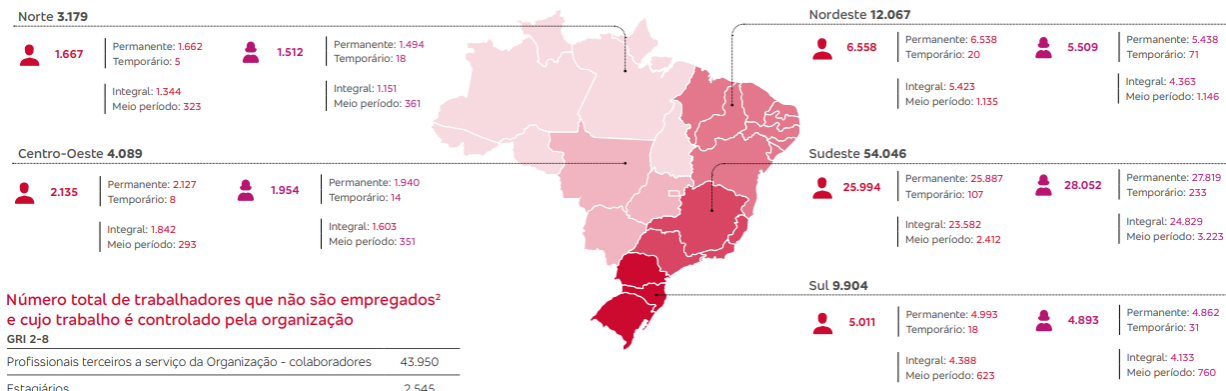 Norte 3.179
1.667
Permanente: 1.662
Temporário: 5
Integral: 1.344
Meio período: 323
1.512
Permanente: 1.494
Temporário: 18
Integral: 1.151
Meio período: 361
Nordeste 12.067
6.558
Permanente: 6.538
Temporário: 20
Integral: 5.423
Meio período: 1.135
5.509
Permanente: 5.438
Temporário: 71
Integral: 4.363
Meio período: 1.146
Centro-Oeste 4.089
2.135
Permanente: 2.127
Temporário: 8
Integral: 1.842
Meio período: 293
1.954
Permanente: 1.940
Temporário: 14
Integral: 1.603
Meio período: 351
Sudeste 54.046
25.994
Permanente: 25.887
Temporário: 107
Integral: 23.582
Meio período: 2.412
28.052
Permanente: 27.819
Temporário: 233
Integral: 24.829
Meio período: 3.223
Sul 9.904
5.011
Permanente: 4.993
Temporário: 18
Integral: 4.388
Meio período: 623
4.893
Permanente: 4.862
Temporário: 31
Integral: 4.133
Meio período: 760
Número total de trabalhadores que não são empregados²
e cujo trabalho é controlado pela organização
GRI 2-8
Profissionais terceiros a serviço da Organização - colaboradores 43.950
Estagiários 2.545